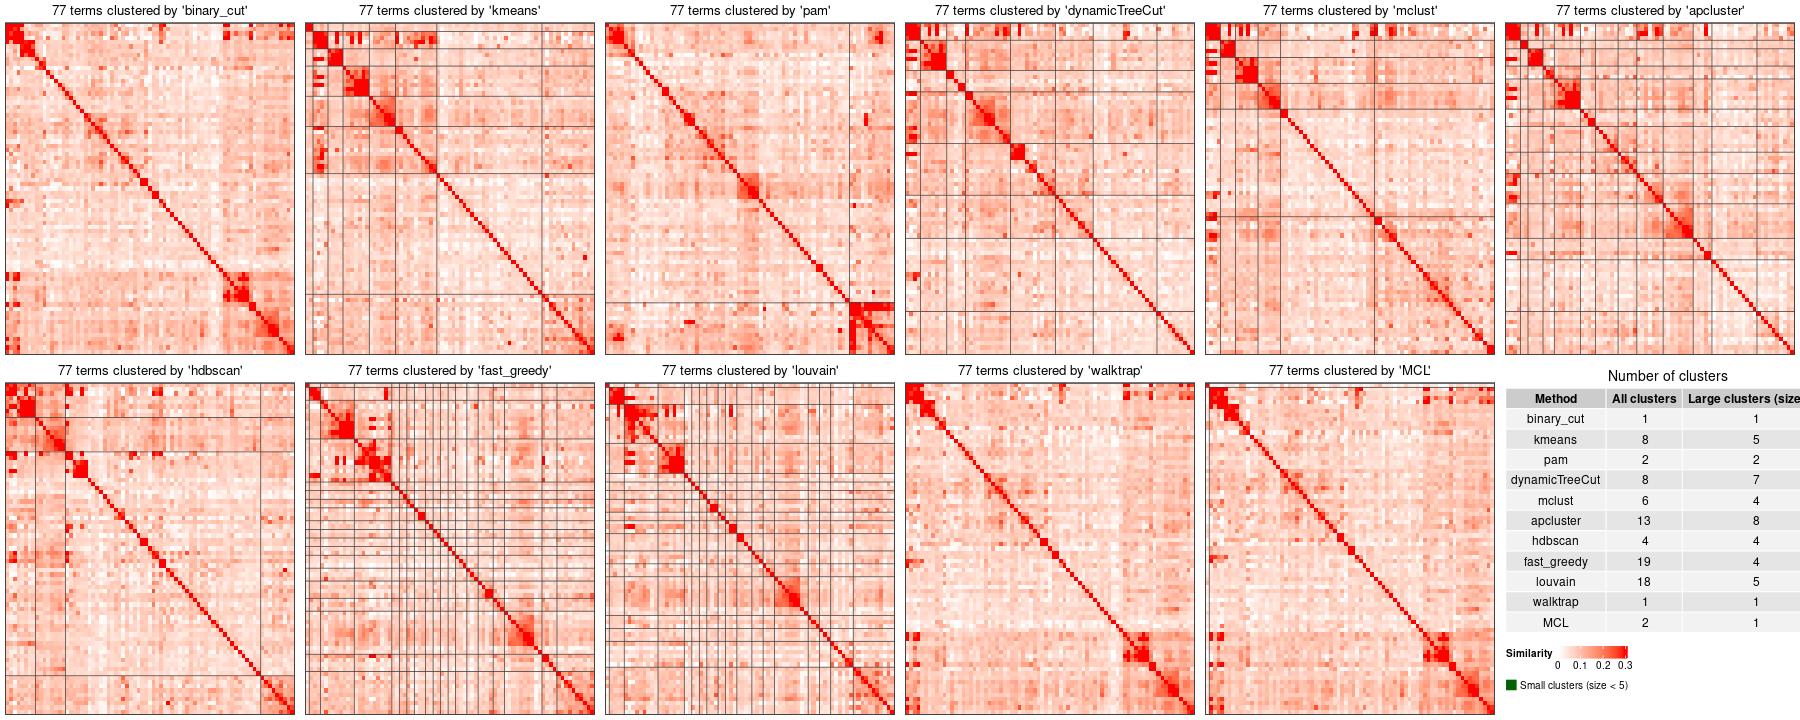 77 terms clustered by 'binary_cut'
77 terms clustered by 'kmeans'
77 terms clustered by 'pam'
77 terms clustered by 'dynamicTreeCut'
77 terms clustered by 'mclust'
77 terms clustered by 'apcluster'
77 terms clustered by 'hdbscan'
77 terms clustered by 'fast_greedy'
77 terms clustered by 'louvain'
77 terms clustered by 'walktrap'
77 terms clustered by 'MCL'
Number of clusters
Method All clusters Large clusters (size
binary_cut 1 1
kmeans 8 5
pam 2 2
dynamicTreeCut 8 7
mclust 6 4
apcluster 13 8
hdbscan 4 4
fast_greedy 19 4
louvain 18 5
walktrap 1 1
MCL 2 1
Similarity
0 0.1 0.2 0.3
Small clusters (size < 5)